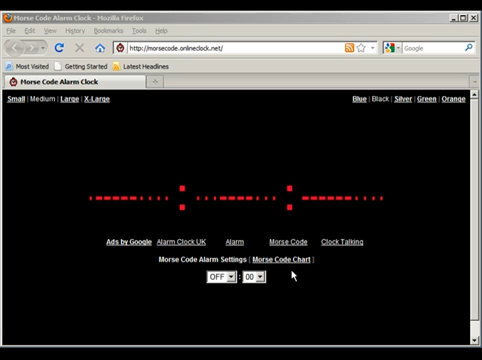 Morse Code Alarm Clock - Mozilla Firefox
File Edit View History Bookmarks Tools Help
http://morsecode.onlineclock.net/
Google
Most Visited Getting Started Latest Headlines
Morse Code Alarm Clock
Small | Medium | Large | X-Large
Blue | Black | Silver | Green | Orange
Ads by Google Alarm Clock UK Alarm Morse Code Clock Talking
Morse Code Alarm Settings [ Morse Code Chart ]
OFF : 00